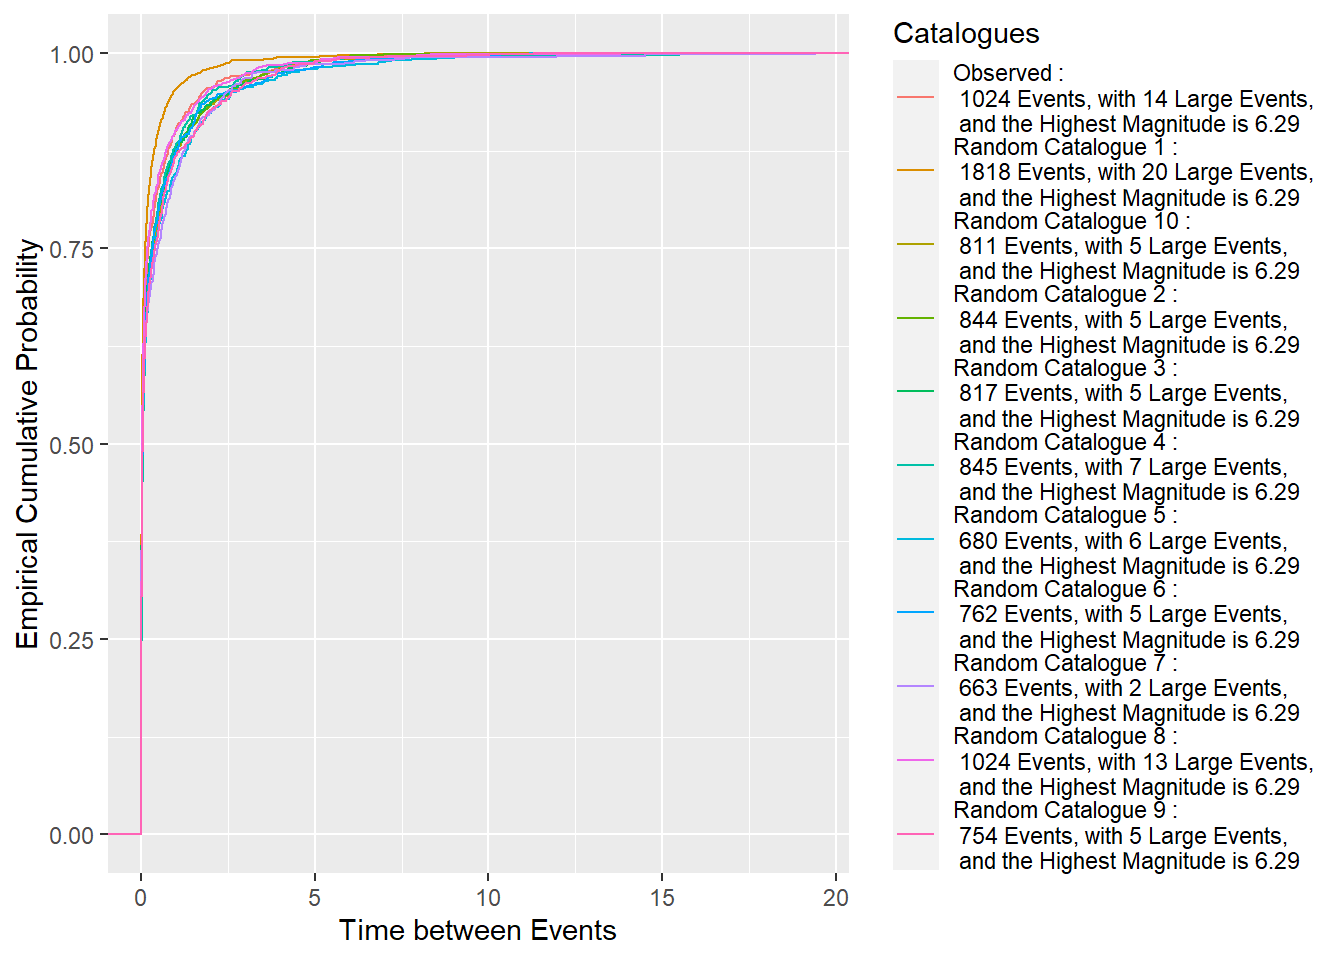 Catalogues
Observed :
1024 Events, with 14 Large Events,
and the Highest Magnitude is 6.29
Random Catalogue 1 :
1818 Events, with 20 Large Events,
and the Highest Magnitude is 6.29
Random Catalogue 10 :
811 Events, with 5 Large Events,
and the Highest Magnitude is 6.29
Random Catalogue 2 :
844 Events, with 5 Large Events,
and the Highest Magnitude is 6.29
Random Catalogue 3 :
817 Events, with 5 Large Events,
and the Highest Magnitude is 6.29
Random Catalogue 4 :
845 Events, with 7 Large Events,
and the Highest Magnitude is 6.29
Random Catalogue 5 :
680 Events, with 6 Large Events,
and the Highest Magnitude is 6.29
Random Catalogue 6 :
762 Events, with 5 Large Events,
and the Highest Magnitude is 6.29
Random Catalogue 7 :
663 Events, with 2 Large Events,
and the Highest Magnitude is 6.29
Random Catalogue 8 :
1024 Events, with 13 Large Events,
and the Highest Magnitude is 6.29
Random Catalogue 9 :
754 Events, with 5 Large Events,
and the Highest Magnitude is 6.29
Empirical Cumulative Probability
1.00
0.75
0.50
0.25
0.00
0 5 10 15 20
Time between Events